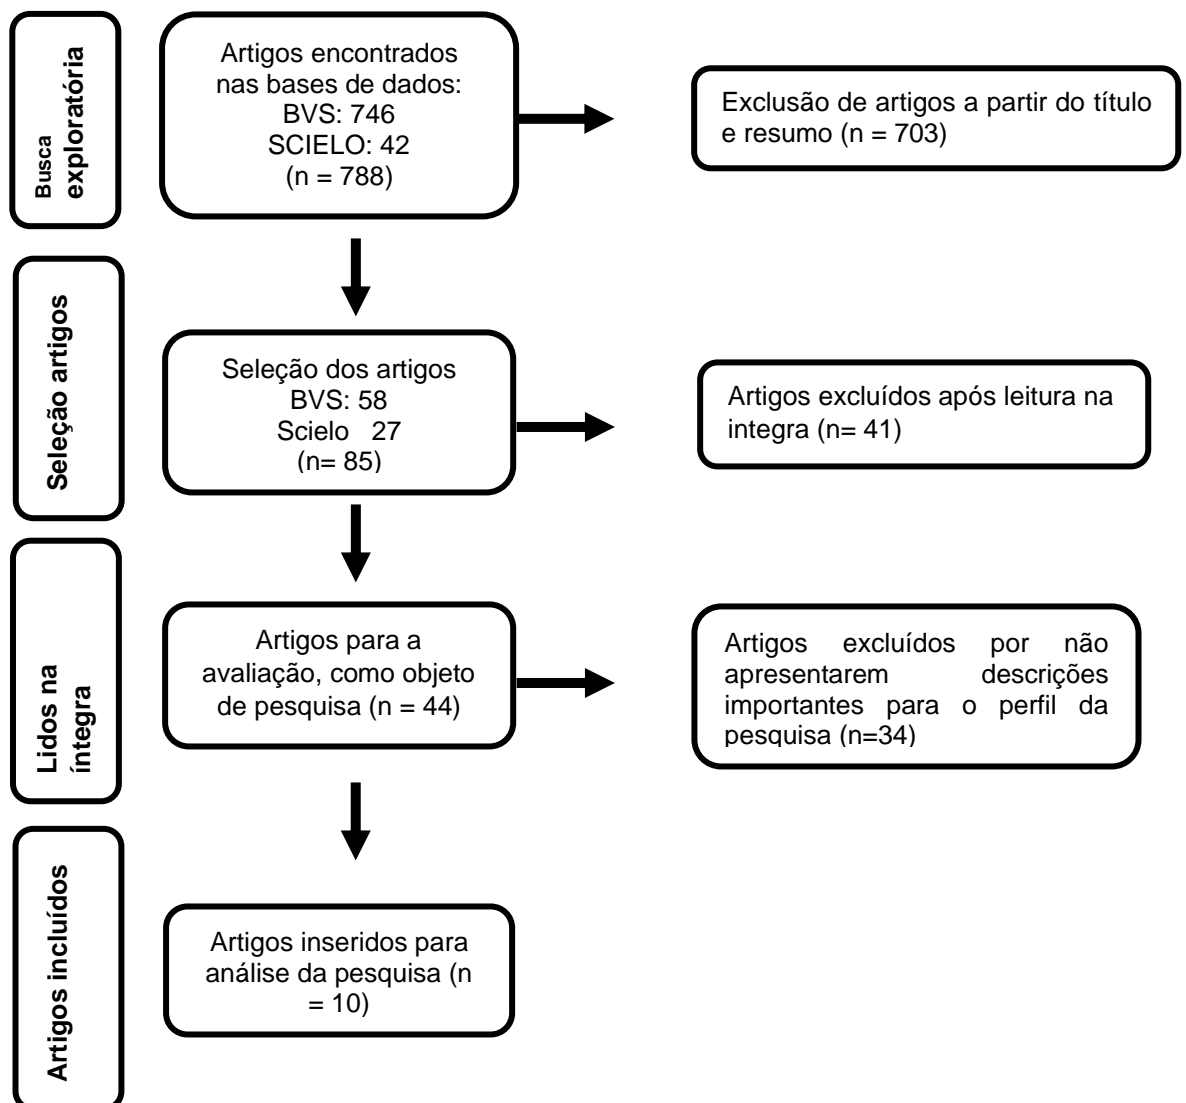 Busca
exploratória
Artigos encontrados
nas bases de dados:
BVS: 746
SCIELO: 42
(n = 788)
Exclusão de artigos a partir do título
e resumo (n = 703)
Seleção artigos
Seleção dos artigos
BVS: 58
Scielo 27
(n= 85)
Artigos excluídos após leitura na
integra (n= 41)
Lidos na
íntegra
Artigos para a
avaliação, como objeto
de pesquisa (n = 44)
Artigos excluídos por não
apresentarem descrições
importantes para o perfil da
pesquisa (n=34)
Artigos incluídos
Artigos inseridos para
análise da pesquisa (n
= 10)